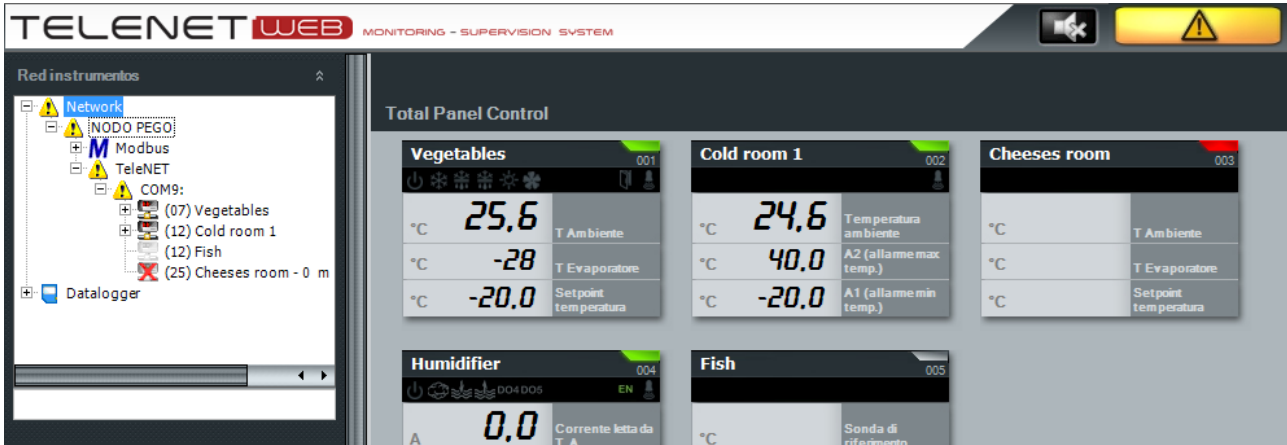 TELENET WEB MONITORING - SUPERVISION SYSTEM
Red instrumentos
Network
NODO PEGO
Modbus
TeleNET
COM9:
(07) Vegetables
(12) Cold room 1
(12) Fish
(25) Cheeses room - 0 m
Datalogger
Total Panel Control
Vegetables 001
°C 25,6 T Ambiente
°C -28 T Evaporatore
°C -20,0 Setpoint
temperatura
Cold room 1 002
°C 24,6 Temperatura
ambiente
°C 40,0 A2 (allarme max
temp.)
°C -20,0 A1 (allarme min
temp.)
Cheeses room 003
°C T Ambiente
°C T Evaporatore
°C Setpoint
temperatura
Humidifier 004
DO4 DO5 EN
A 0,0 Corrente letta da
T. A.
Fish 005
°C Sonda di
riferimento